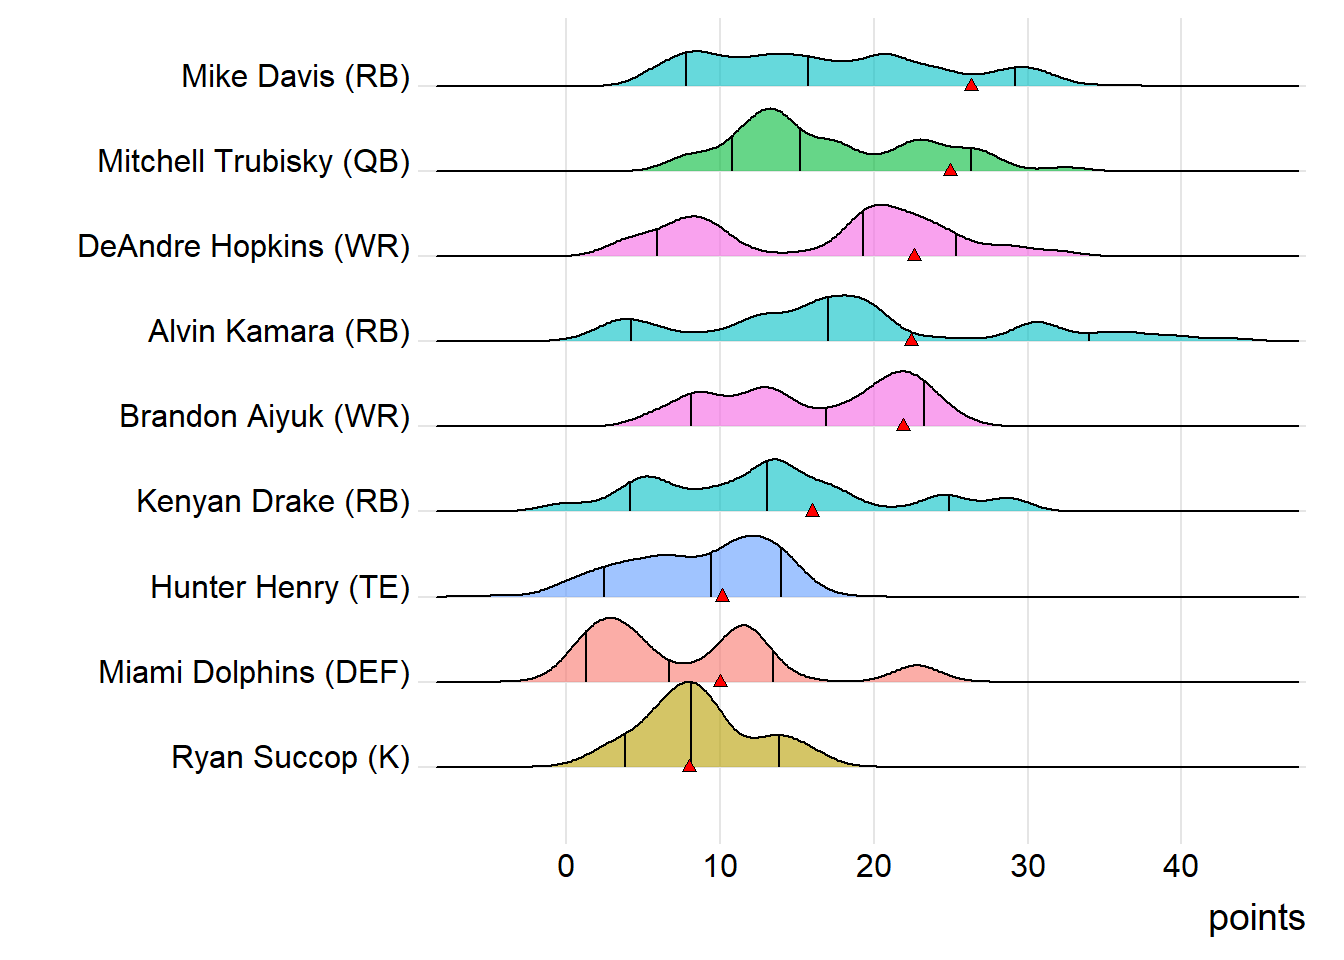 Mike Davis (RB)
Mitchell Trubisky (QB)
DeAndre Hopkins (WR)
Alvin Kamara (RB)
Brandon Aiyuk (WR)
Kenyan Drake (RB)
Hunter Henry (TE)
Miami Dolphins (DEF)
Ryan Succop (K)
0 10 20 30 40
points